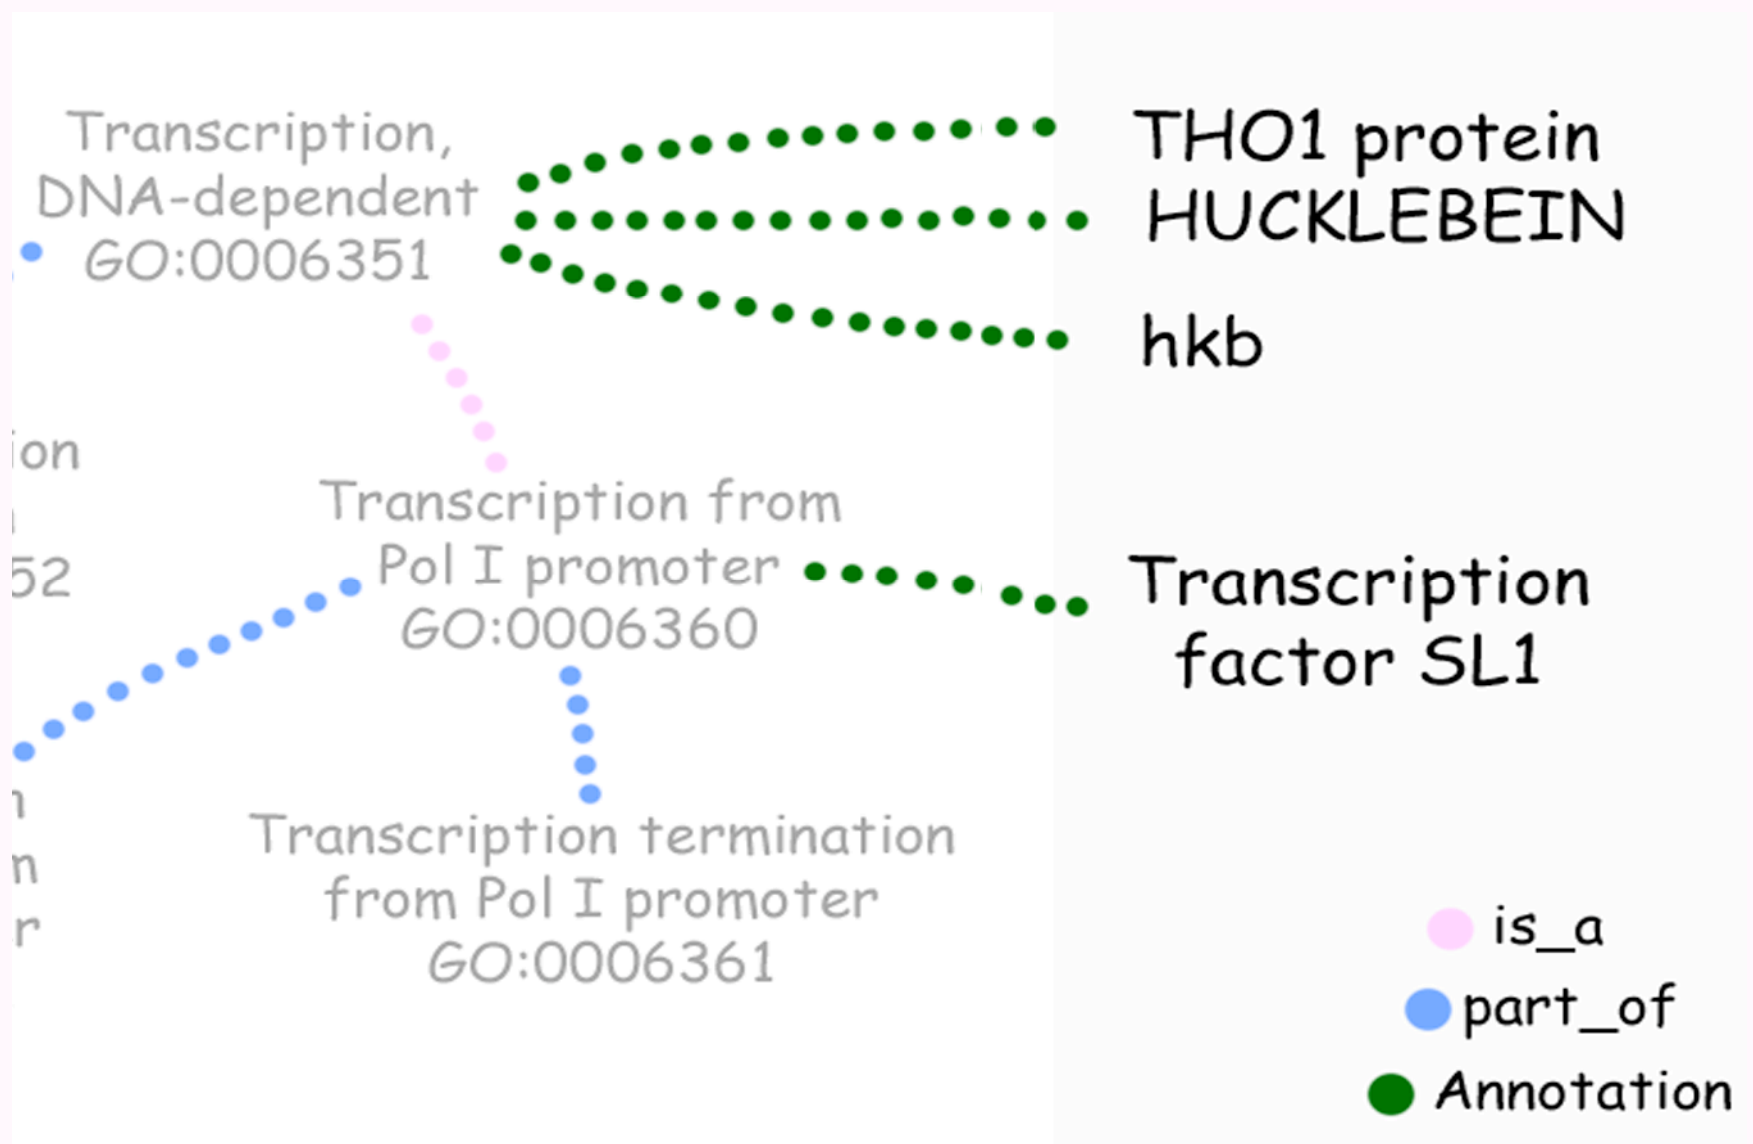 Transcription,
DNA-dependent
GO:0006351
THO1 protein
HUCKLEBEIN
hkb
ion
52
Transcription from
Pol I promoter
GO:0006360
Transcription
factor SL1
m
r
Transcription termination
from Pol I promoter
GO:0006361
is_a
part_of
Annotation